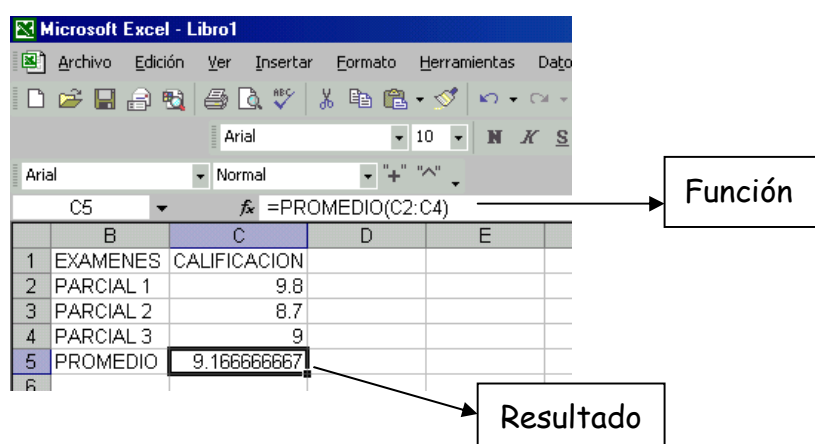 Microsoft Excel - Libro1
Archivo Edición Ver Insertar Formato Herramientas Dato
ABC
Arial 10 N K S
Arial Normal "+" "^"
C5 fx =PROMEDIO(C2:C4)
Función
B C D E
1 EXAMENES CALIFICACION
2 PARCIAL 1 9.8
3 PARCIAL 2 8.7
4 PARCIAL 3 9
5 PROMEDIO 9.166666667
6
Resultado